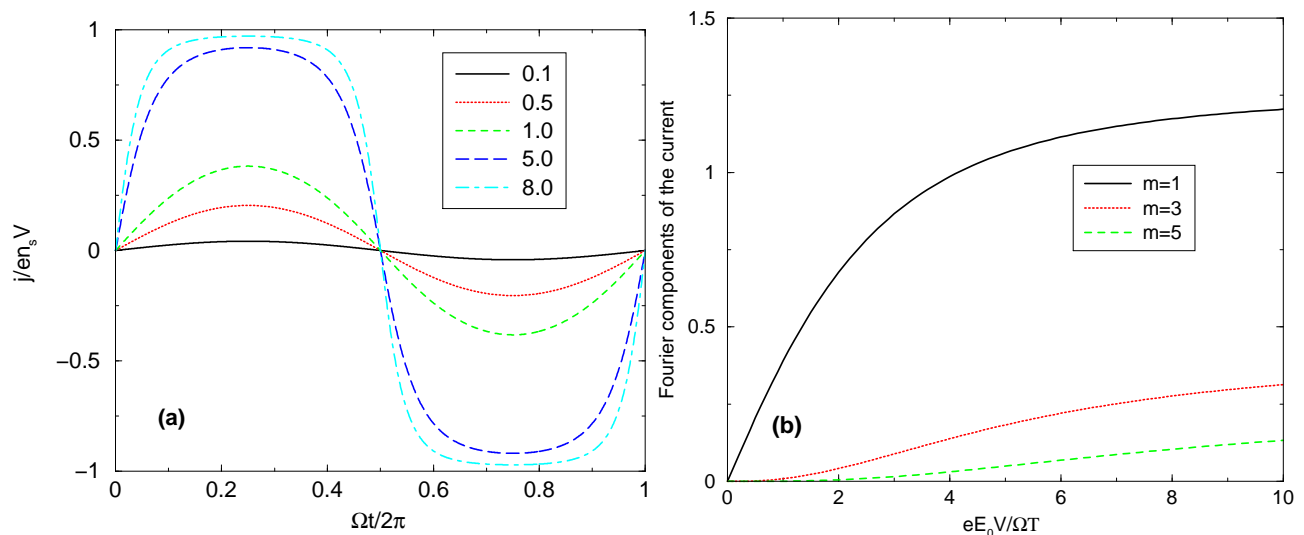 1
0.5
0
−0.5
−1
j/en_sV
0
0.2
0.4
0.6
0.8
1
Ωt/2π
0.1
0.5
1.0
5.0
8.0
(a)
1.5
1
0.5
0
Fourier components of the current
0
2
4
6
8
10
eE_0V/ΩT
m=1
m=3
m=5
(b)